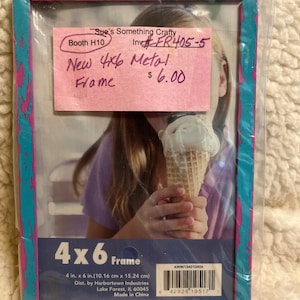 Sue's Something Crafty
Booth H10 Inv #FR405-5
New 4x6 Metal
Frame $ 6.00
4x6 Frame
4 in. x 6 in. (10.16 cm x 15.24 cm)
Dist. by Harbortown Industries
Lake Forest, IL 60045
Made in China